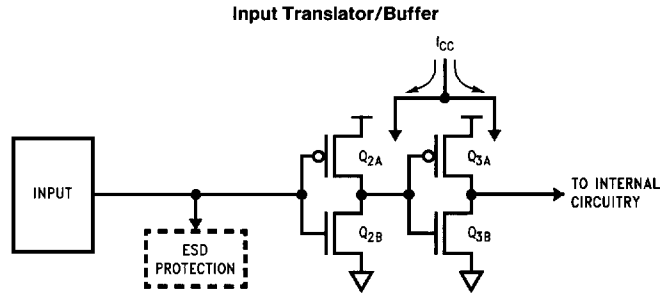 Input Translator/Buffer
ICC
INPUT
Q2A
Q3A
TO INTERNAL
CIRCUITRY
Q2B
Q3B
ESD
PROTECTION